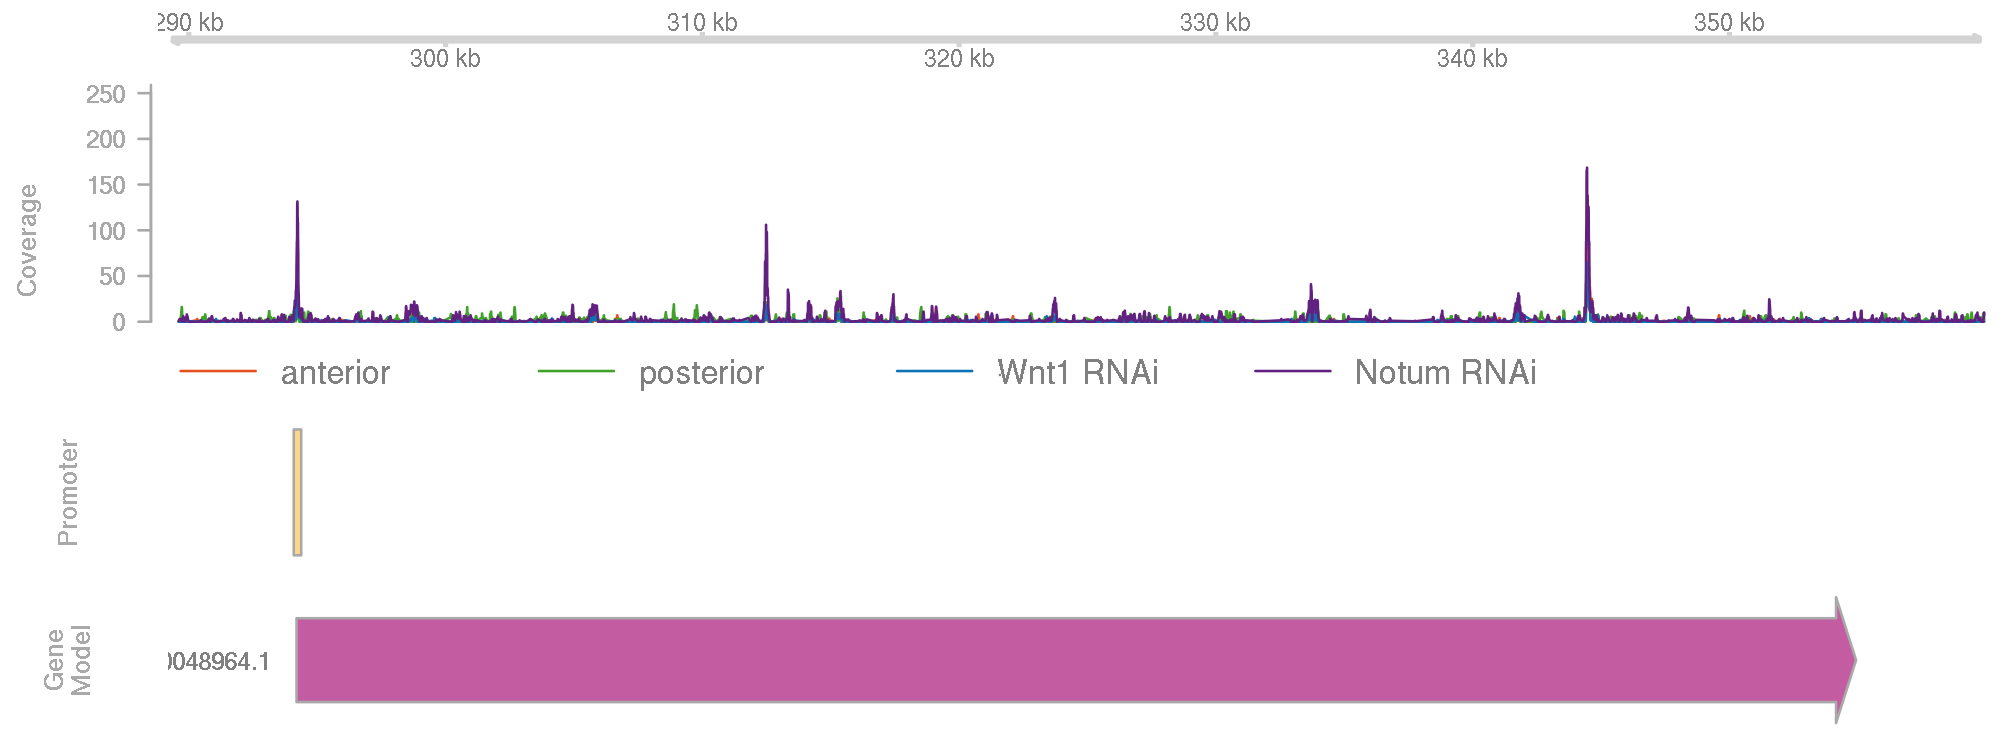 290 kb 310 kb 330 kb 350 kb
300 kb 320 kb 340 kb
250
200
150
100
50
0
Coverage
anterior posterior Wnt1 RNAi Notum RNAi
Promoter
Gene
Model
0048964.1